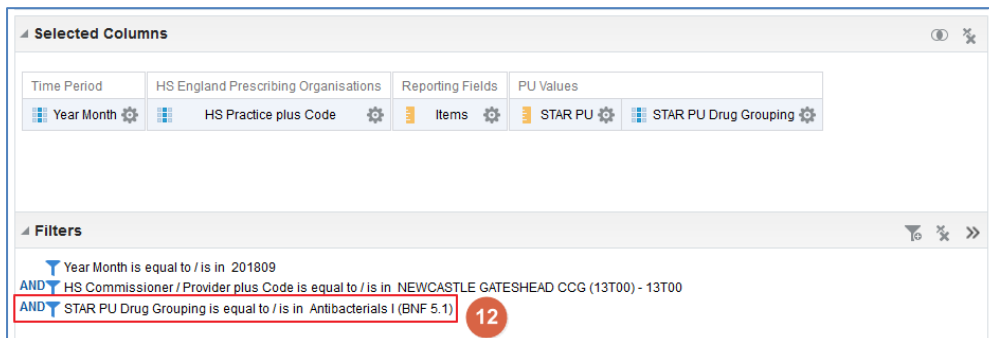 Selected Columns
Time Period HS England Prescribing Organisations Reporting Fields PU Values
Year Month HS Practice plus Code Items STAR PU STAR PU Drug Grouping
Filters
Year Month is equal to / is in 201809
AND HS Commissioner / Provider plus Code is equal to / is in NEWCASTLE GATESHEAD CCG (13T00) - 13T00
AND STAR PU Drug Grouping is equal to / is in Antibacterials I (BNF 5.1)
12